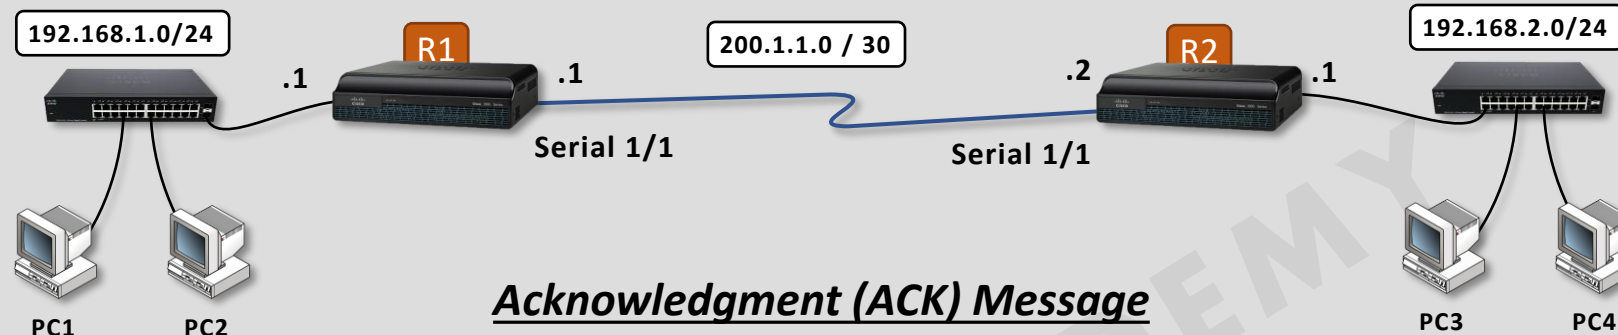 192.168.1.0/24
R1
200.1.1.0 / 30
R2
192.168.2.0/24
.1
.1
.2
.1
Serial 1/1
Serial 1/1
Acknowledgment (ACK) Message
PC1
PC2
PC3
PC4